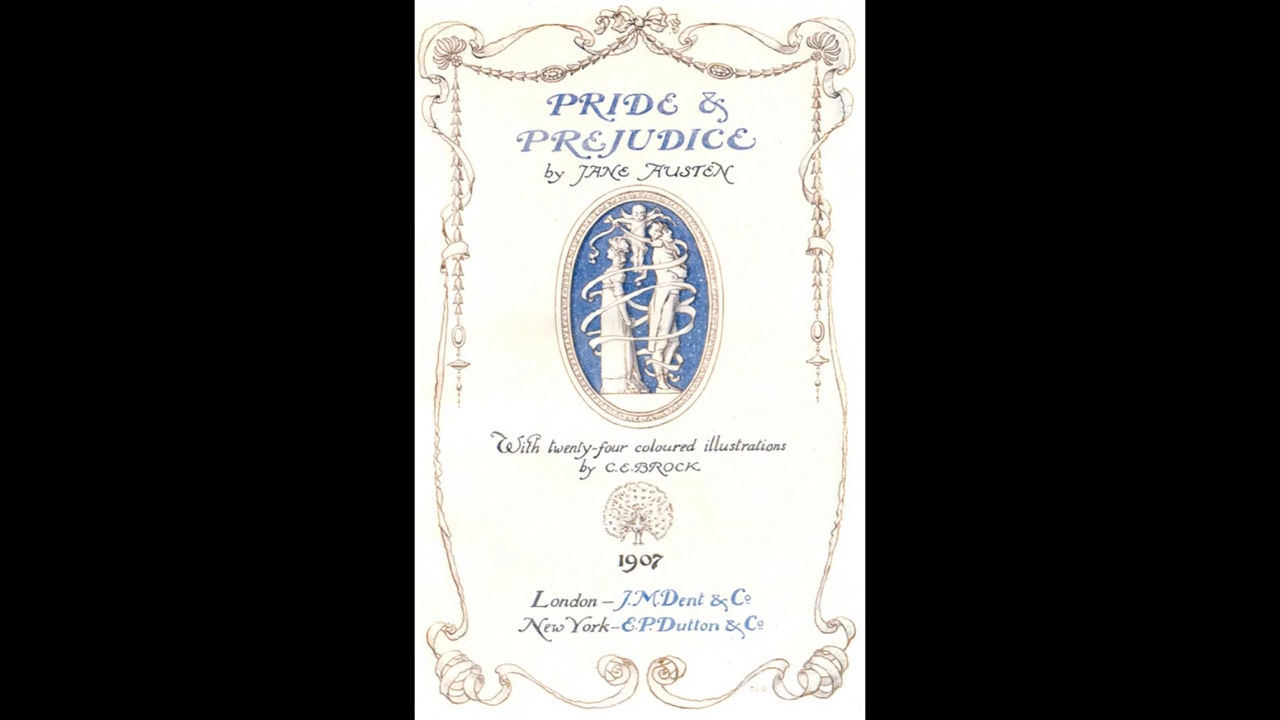 PRIDE &
PREJUDICE
by JANE AUSTEN
With twenty-four coloured illustrations
by C.E.BROCK
1907
London – J.M.Dent & Co
New York – E.P.Dutton & Co